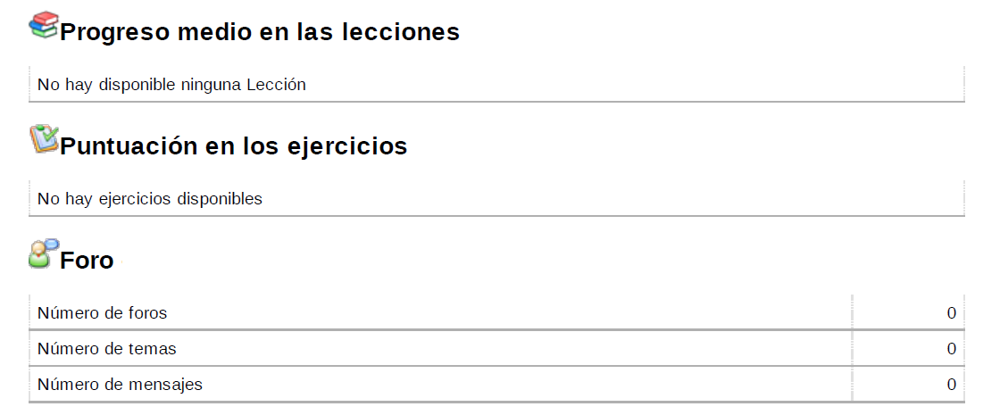 Progreso medio en las lecciones
No hay disponible ninguna Lección
Puntuación en los ejercicios
No hay ejercicios disponibles
Foro
Número de foros 0
Número de temas 0
Número de mensajes 0